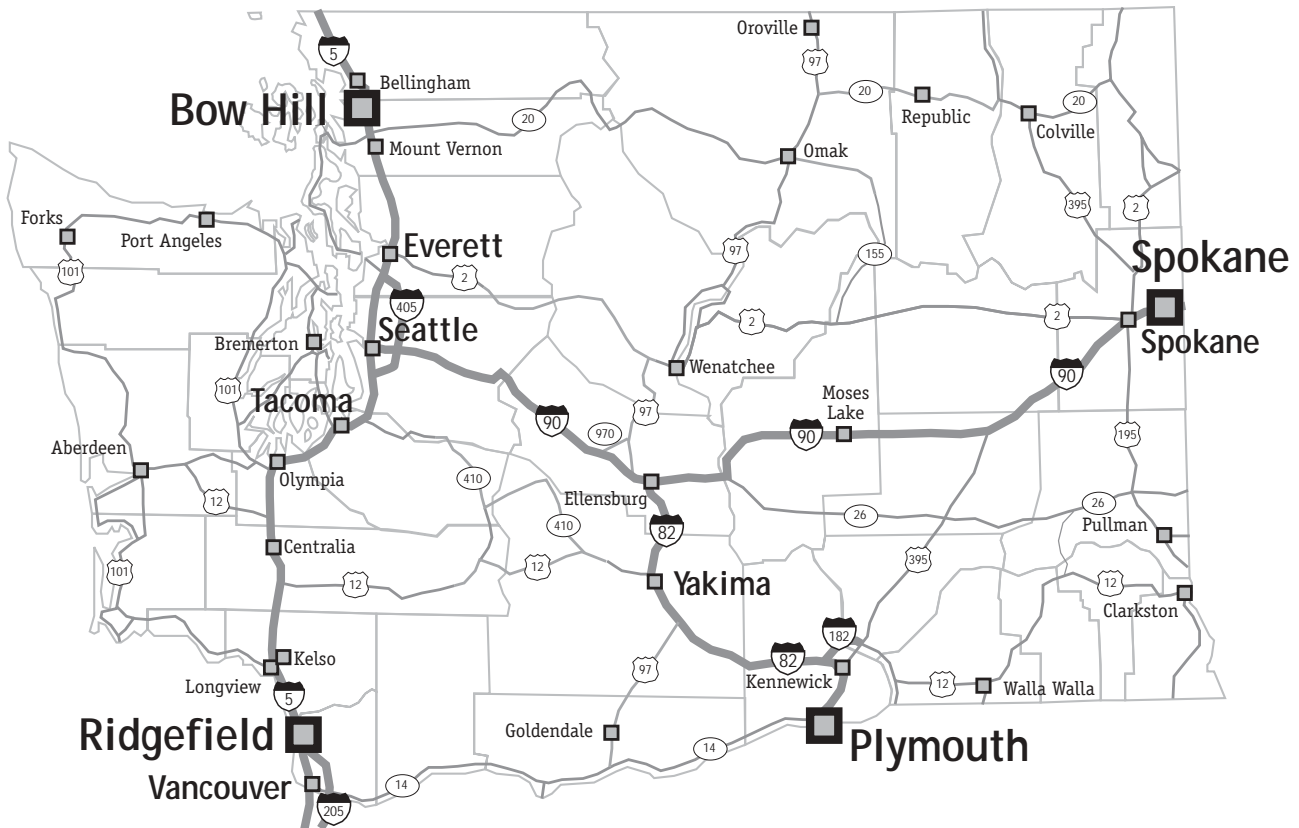 Oroville
97
5
Bellingham
Bow Hill
20
Republic
20
Colville
20
Mount Vernon
Omak
Forks
Port Angeles
101
395
2
Everett
97
155
2
Spokane
405
Seattle
2
2
Spokane
Bremerton
Wenatchee
90
101
Tacoma
97
Moses
Lake
90
970
90
195
Aberdeen
Olympia
410
12
Ellensburg
26
26
Pullman
410
82
Centralia
395
101
12
12
Yakima
12
Clarkston
182
Kelso
82
97
Kennewick
Longview
12
Walla Walla
5
Ridgefield
Goldendale
14
Plymouth
Vancouver
14
205